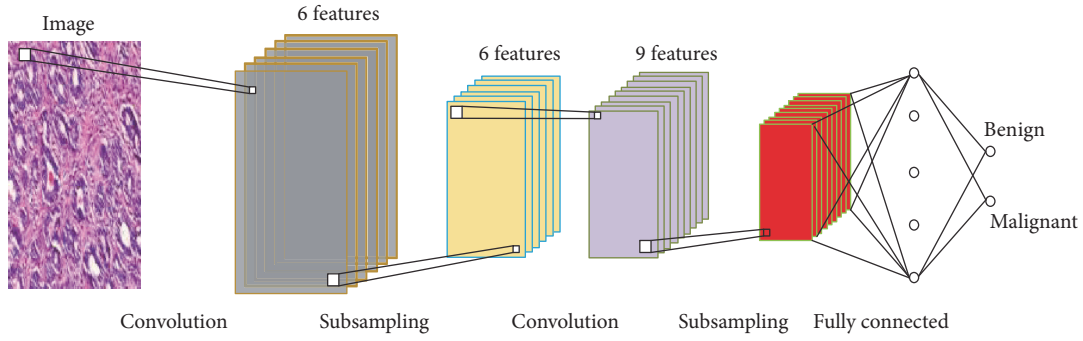 Image
6 features
6 features
9 features
Benign
Malignant
Convolution
Subsampling
Convolution
Subsampling
Fully connected